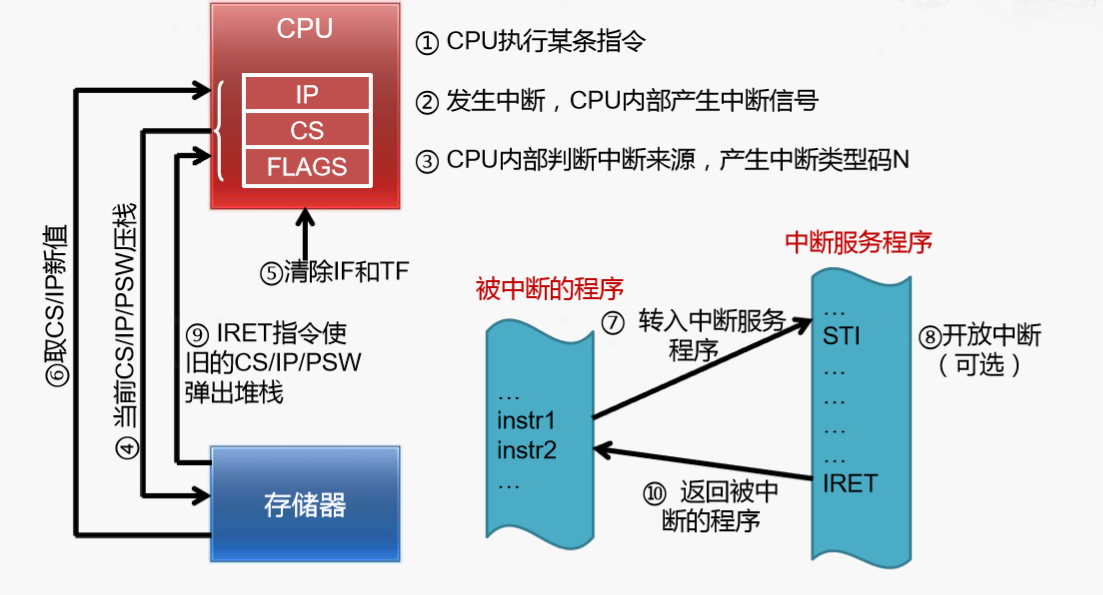 CPU
IP
CS
FLAGS
① CPU执行某条指令
② 发生中断，CPU内部产生中断信号
③ CPU内部判断中断来源，产生中断类型码N
⑤清除IF和TF
⑥取CS/IP新值
④ 当前CS/IP/PSW压栈
⑨ IRET指令使
旧的CS/IP/PSW
弹出堆栈
存储器
被中断的程序
…
instr1
instr2
…
⑦ 转入中断服务
程序
中断服务程序
…
STI
…
…
…
…
IRET
⑧开放中断
（可选）
⑩ 返回被中
断的程序